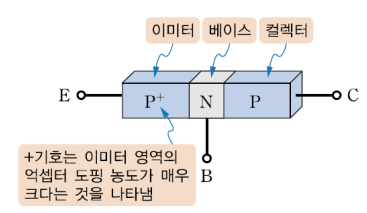 이미터 베이스 컬렉터
E P+ N P C
+기호는 이미터 영역의
억셉터 도핑 농도가 매우
크다는 것을 나타냄
B